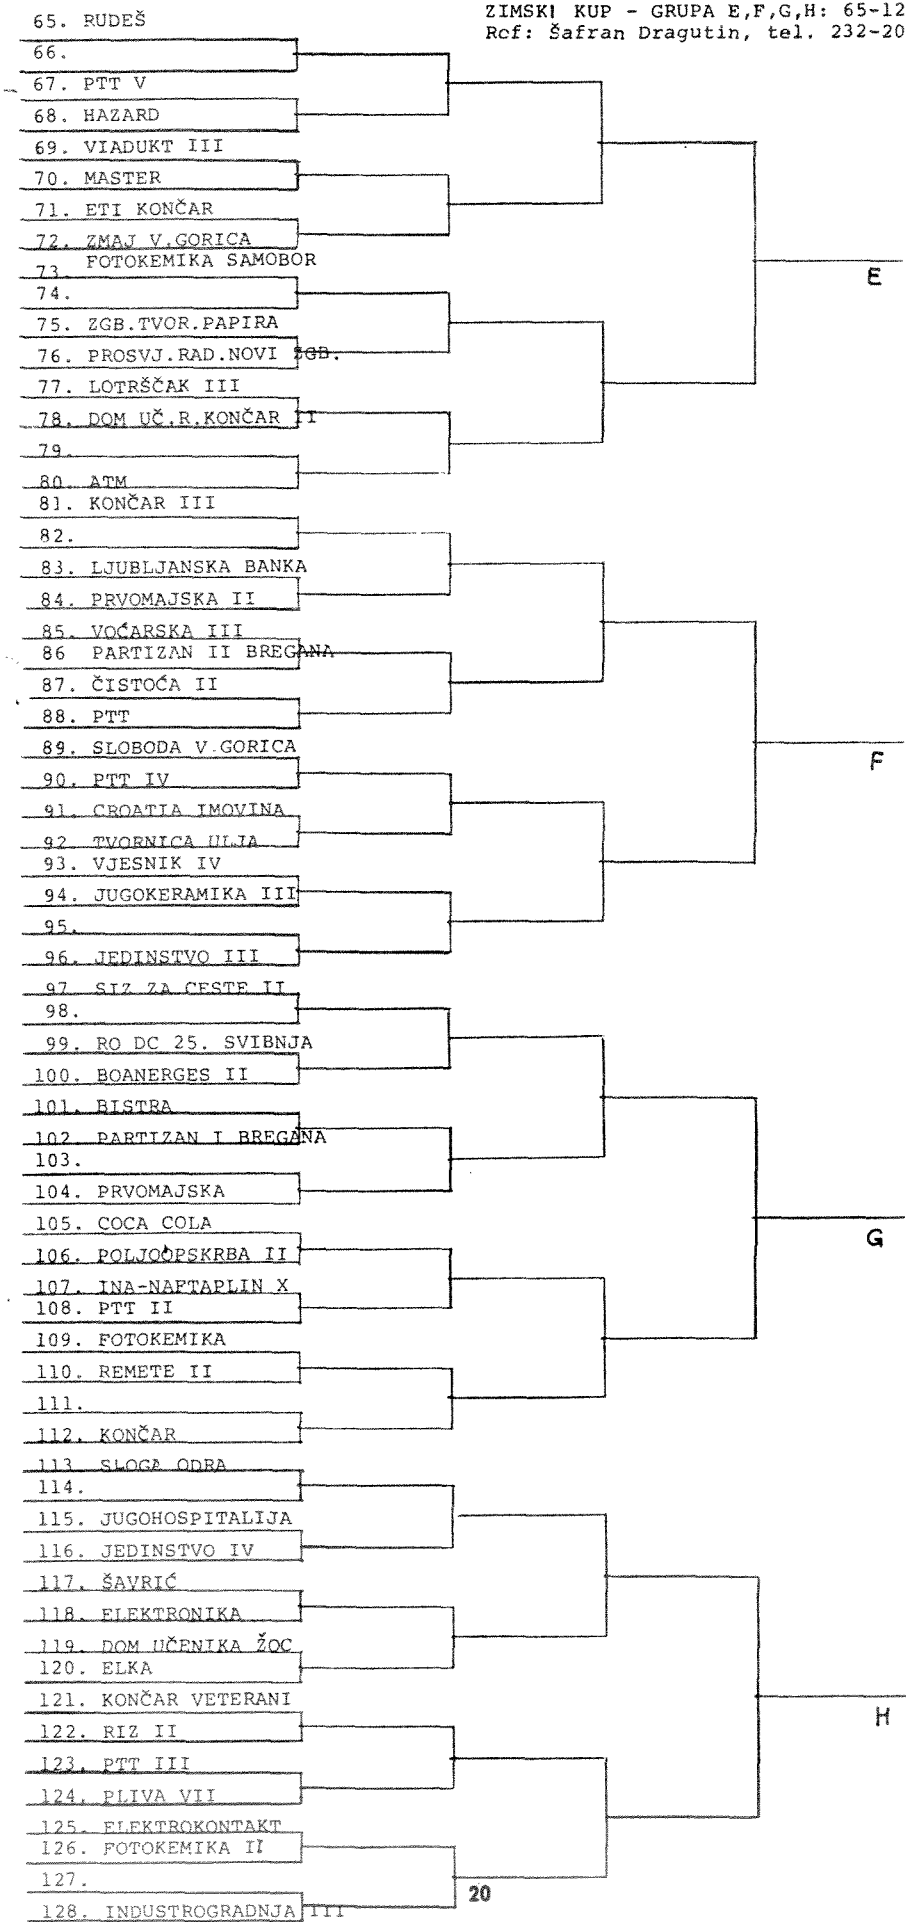 ZIMSKI KUP - GRUPA E,F,G,H: 65-12
Ref: Šafran Dragutin, tel. 232-20
65. RUDEŠ
66.
67. PTT V
68. HAZARD
69. VIADUKT III
70. MASTER
71. ETI KONČAR
72. ZMAJ V.GORICA
73. FOTOKEMIKA SAMOBOR
74.
75. ZGB.TVOR.PAPIRA
76. PROSVJ.RAD.NOVI ZGB.
77. LOTRŠČAK III
78. DOM UČ.R.KONČAR II
79.
80. ATM
E
81. KONČAR III
82.
83. LJUBLJANSKA BANKA
84. PRVOMAJSKA II
85. VOĆARSKA III
86 PARTIZAN II BREGANA
87. ČISTOĆA II
88. PTT
89. SLOBODA V.GORICA
90. PTT IV
91. CROATIA IMOVINA
92. TVORNICA ULJA
93. VJESNIK IV
94. JUGOKERAMIKA III
95.
96. JEDINSTVO III
F
97. SIZ ZA CESTE II
98.
99. RO DC 25. SVIBNJA
100. BOANERGES II
101. BISTRA
102. PARTIZAN I BREGANA
103.
104. PRVOMAJSKA
105. COCA COLA
106. POLJOOPSKRBA II
107. INA-NAFTAPLIN X
108. PTT II
109. FOTOKEMIKA
110. REMETE II
111.
112. KONČAR
G
113. SLOGA ODRA
114.
115. JUGOHOSPITALIJA
116. JEDINSTVO IV
117. ŠAVRIĆ
118. ELEKTRONIKA
119. DOM UČENIKA ŽOC
120. ELKA
121. KONČAR VETERANI
122. RIZ II
123. PTT III
124. PLIVA VII
125. ELEKTROKONTAKT
126. FOTOKEMIKA II
127.
128. INDUSTROGRADNJA III
H
20